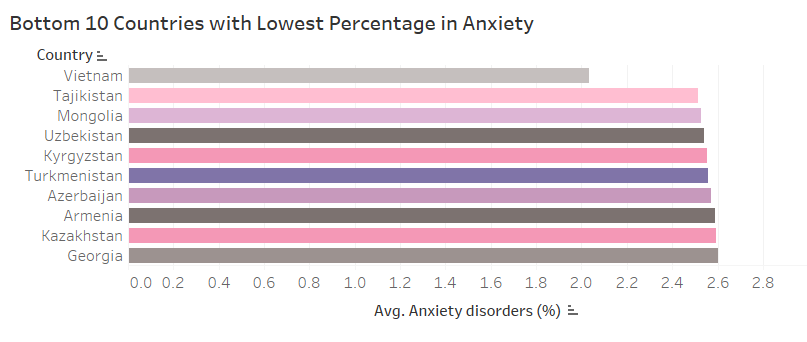 Bottom 10 Countries with Lowest Percentage in Anxiety
Country
Vietnam
Tajikistan
Mongolia
Uzbekistan
Kyrgyzstan
Turkmenistan
Azerbaijan
Armenia
Kazakhstan
Georgia
0.0 0.2 0.4 0.6 0.8 1.0 1.2 1.4 1.6 1.8 2.0 2.2 2.4 2.6 2.8
Avg. Anxiety disorders (%)